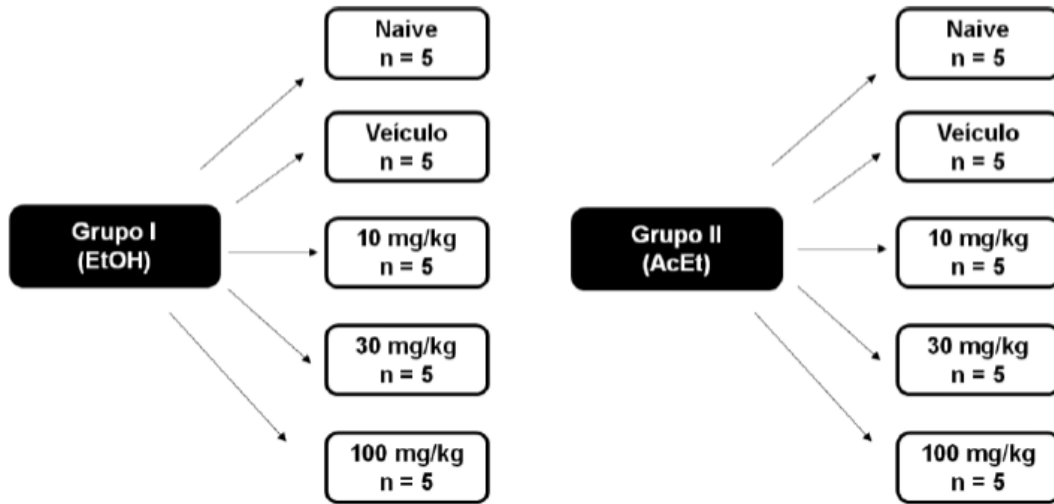 Grupo I
(EtOH)
Naive
n = 5
Veículo
n = 5
10 mg/kg
n = 5
30 mg/kg
n = 5
100 mg/kg
n = 5
Grupo II
(AcEt)
Naive
n = 5
Veículo
n = 5
10 mg/kg
n = 5
30 mg/kg
n = 5
100 mg/kg
n = 5